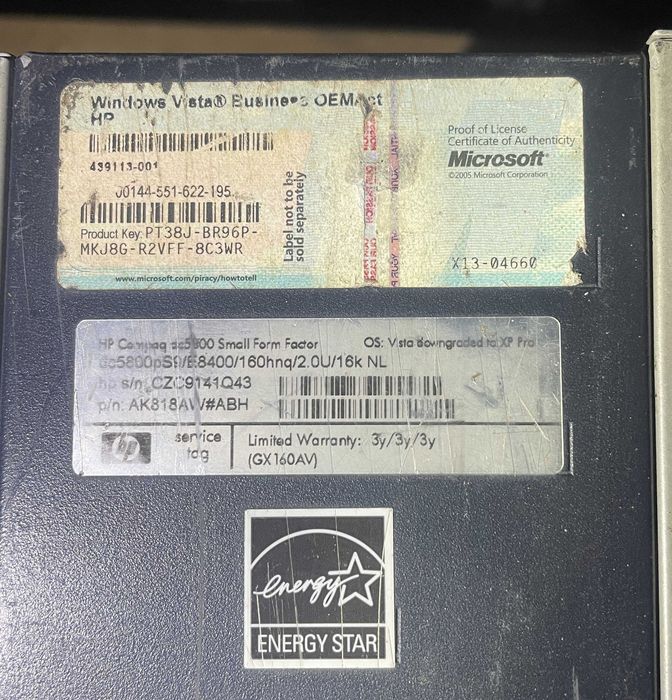 Windows Vista® Business OEMAct
HP
Proof of License
Certificate of Authenticity
Microsoft®
©2005 Microsoft Corporation
439113-001
00144-551-622-195
Product Key: PT38J-BR96P-
MKJ8G-R2VFF-8C3WR
Label not to be
sold separately
www.microsoft.com/piracy/howtotell
X13-04660
HP Compaq dc5800 Small Form Factor OS: Vista downgraded to XP Pro
dc5800pS9/E8400/160hnq/2.0U/16k NL
hp s/n: CZC9141Q43
p/n: AK818AW#ABH
hp
service
tag
Limited Warranty: 3y/3y/3y
(GX160AV)
energy
ENERGY STAR